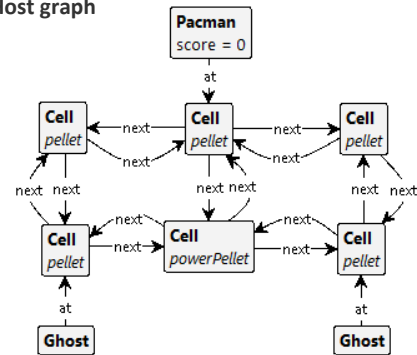 Host graph
Pacman
score = 0
at
Cell
pellet
next
next
Cell
pellet
next
next
Cell
pellet
next
next
next
next
next
next
Cell
pellet
next
next
Cell
powerPellet
next
next
Cell
pellet
at
at
Ghost
Ghost